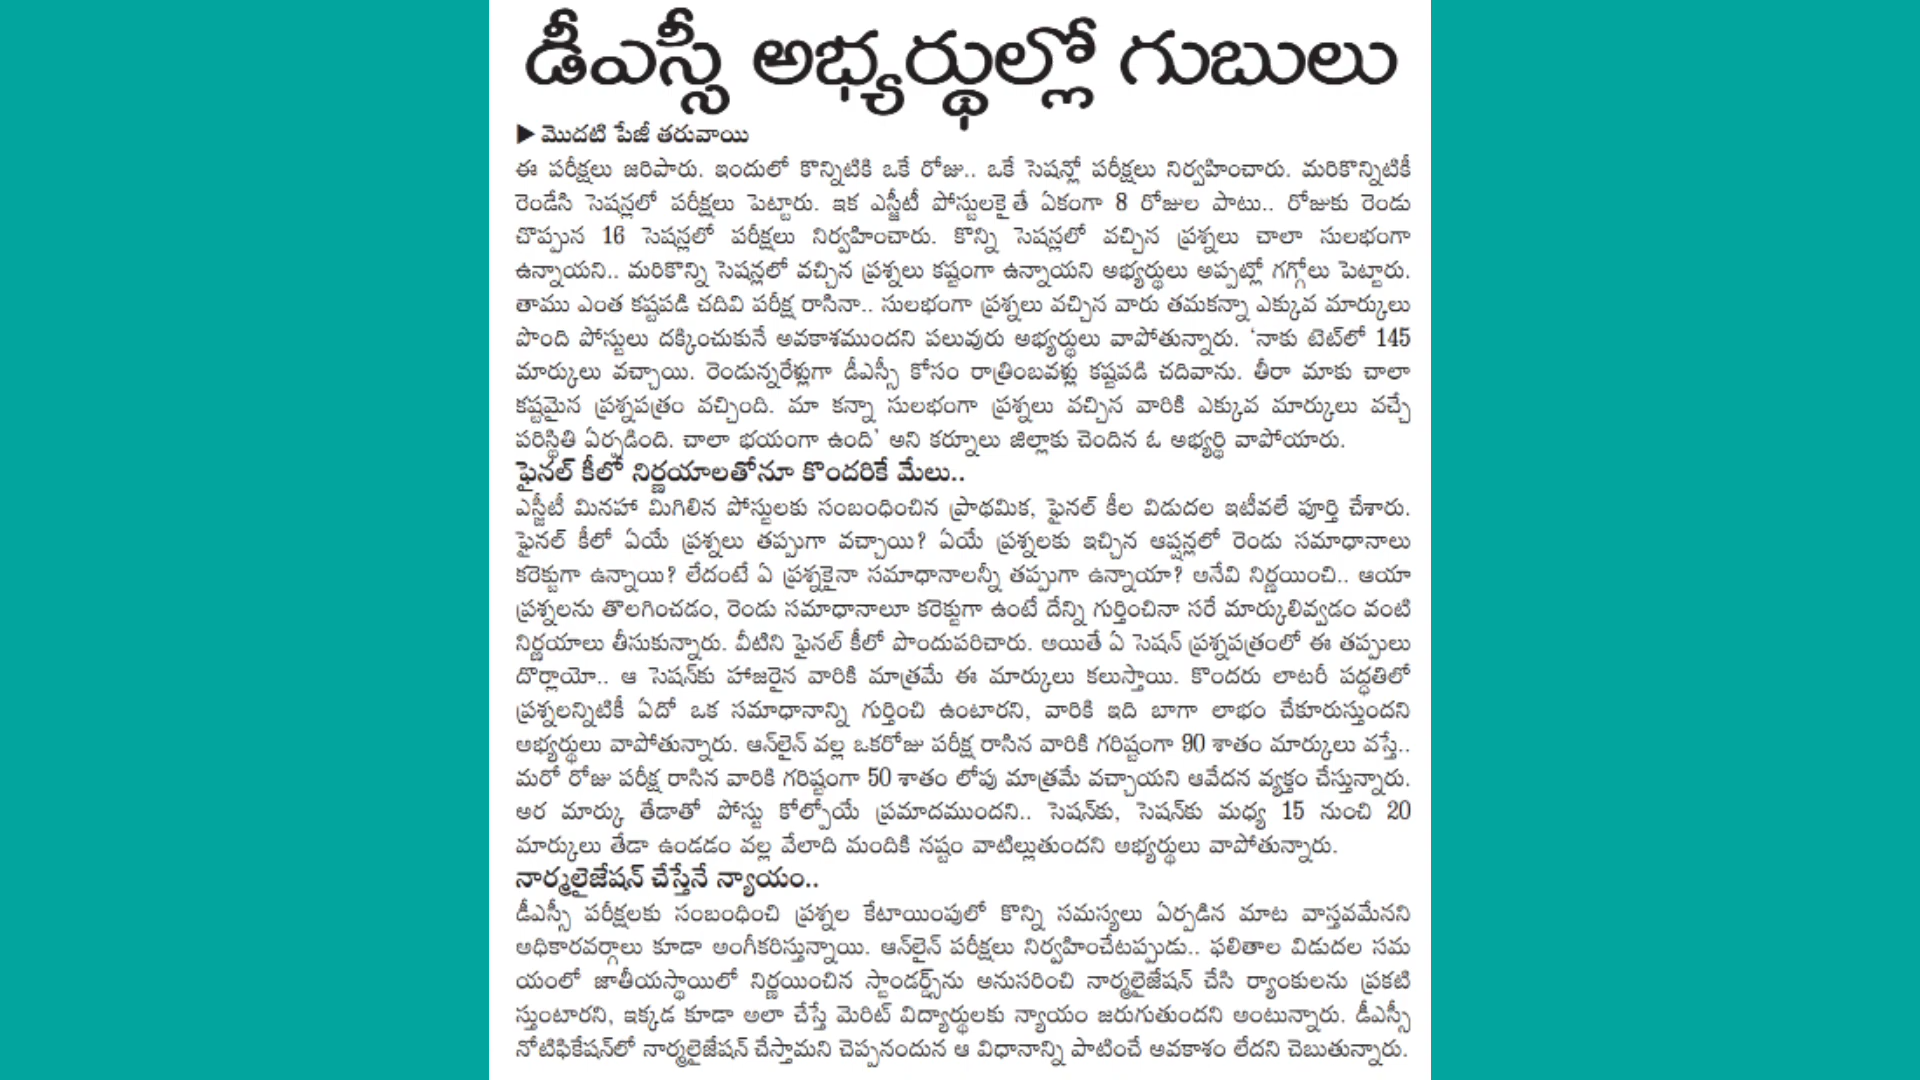 డీఎస్సీ అభ్యర్థుల్లో గుబులు
▶ మొదటి పేజీ తరువాయి
ఈ పరీక్షలు జరిపారు. ఇందులో కొన్నిటికి ఒకే రోజు.. ఒకే సెషన్లో పరీక్షలు నిర్వహించారు. మరికొన్నిటికీ
రెండేసి సెషన్లలో పరీక్షలు పెట్టారు. ఇక ఎస్జీటీ పోస్టులకైతే ఏకంగా 8 రోజుల పాటు.. రోజుకు రెండు
చొప్పున 16 సెషన్లలో పరీక్షలు నిర్వహించారు. కొన్ని సెషన్లలో వచ్చిన ప్రశ్నలు చాలా సులభంగా
ఉన్నాయని.. మరికొన్ని సెషన్లలో వచ్చిన ప్రశ్నలు కష్టంగా ఉన్నాయని అభ్యర్థులు అప్పట్లో గగ్గోలు పెట్టారు.
తాము ఎంత కష్టపడి చదివి పరీక్ష రాసినా.. సులభంగా ప్రశ్నలు వచ్చిన వారు తమకన్నా ఎక్కువ మార్కులు
పొంది పోస్టులు దక్కించుకునే అవకాశముందని పలువురు అభ్యర్థులు వాపోతున్నారు. ‘నాకు టెట్‌లో 145
మార్కులు వచ్చాయి. రెండున్నరేళ్లుగా డీఎస్సీ కోసం రాత్రింబవళ్లు కష్టపడి చదివాను. తీరా మాకు చాలా
కష్టమైన ప్రశ్నపత్రం వచ్చింది. మా కన్నా సులభంగా ప్రశ్నలు వచ్చిన వారికి ఎక్కువ మార్కులు వచ్చే
పరిస్థితి ఏర్పడింది. చాలా భయంగా ఉంది’ అని కర్నూలు జిల్లాకు చెందిన ఓ అభ్యర్థి వాపోయారు.
ఫైనల్ కీలో నిర్ణయాలతోనూ కొందరికే మేలు..
ఎస్జీటీ మినహా మిగిలిన పోస్టులకు సంబంధించిన ప్రాథమిక, ఫైనల్ కీల విడుదల ఇటీవలే పూర్తి చేశారు.
ఫైనల్ కీలో ఏయే ప్రశ్నలు తప్పుగా వచ్చాయి? ఏయే ప్రశ్నలకు ఇచ్చిన ఆప్షన్లలో రెండు సమాధానాలు
కరెక్టుగా ఉన్నాయి? లేదంటే ఏ ప్రశ్నకైనా సమాధానాలన్నీ తప్పుగా ఉన్నాయా? అనేవి నిర్ణయించి.. ఆయా
ప్రశ్నలను తొలగించడం, రెండు సమాధానాలూ కరెక్టుగా ఉంటే దేన్ని గుర్తించినా సరే మార్కులివ్వడం వంటి
నిర్ణయాలు తీసుకున్నారు. వీటిని ఫైనల్ కీలో పొందుపరిచారు. అయితే ఏ సెషన్ ప్రశ్నపత్రంలో ఈ తప్పులు
దొర్లాయో.. ఆ సెషన్‌కు హాజరైన వారికి మాత్రమే ఈ మార్కులు కలుస్తాయి. కొందరు లాటరీ పద్ధతిలో
ప్రశ్నలన్నిటికీ ఏదో ఒక సమాధానాన్ని గుర్తించి ఉంటారని, వారికి ఇది బాగా లాభం చేకూరుస్తుందని
అభ్యర్థులు వాపోతున్నారు. ఆన్‌లైన్ వల్ల ఒకరోజు పరీక్ష రాసిన వారికి గరిష్టంగా 90 శాతం మార్కులు వస్తే..
మరో రోజు పరీక్ష రాసిన వారికి గరిష్టంగా 50 శాతం లోపు మాత్రమే వచ్చాయని ఆవేదన వ్యక్తం చేస్తున్నారు.
అర మార్కు తేడాతో పోస్టు కోల్పోయే ప్రమాదముందని.. సెషన్‌కు, సెషన్‌కు మధ్య 15 నుంచి 20
మార్కులు తేడా ఉండడం వల్ల వేలాది మందికి నష్టం వాటిల్లుతుందని అభ్యర్థులు వాపోతున్నారు.
నార్మలైజేషన్ చేస్తేనే న్యాయం..
డీఎస్సీ పరీక్షలకు సంబంధించి ప్రశ్నల కేటాయింపులో కొన్ని సమస్యలు ఏర్పడిన మాట వాస్తవమేనని
అధికారవర్గాలు కూడా అంగీకరిస్తున్నాయి. ఆన్‌లైన్ పరీక్షలు నిర్వహించేటప్పుడు.. ఫలితాల విడుదల సమ
యంలో జాతీయస్థాయిలో నిర్ణయించిన స్టాండర్డ్స్‌ను అనుసరించి నార్మలైజేషన్ చేసి ర్యాంకులను ప్రకటి
స్తుంటారని, ఇక్కడ కూడా అలా చేస్తే మెరిట్ విద్యార్థులకు న్యాయం జరుగుతుందని అంటున్నారు. డీఎస్సీ
నోటిఫికేషన్‌లో నార్మలైజేషన్ చేస్తామని చెప్పనందున ఆ విధానాన్ని పాటించే అవకాశం లేదని చెబుతున్నారు.